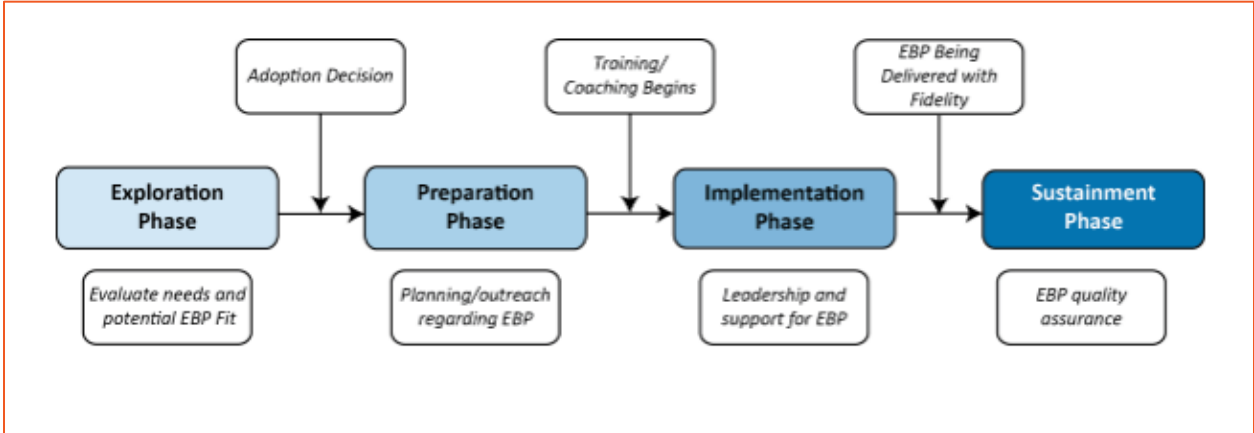 Adoption Decision
Training/
Coaching Begins
EBP Being
Delivered with
Fidelity
Exploration
Phase
Preparation
Phase
Implementation
Phase
Sustainment
Phase
Evaluate needs and
potential EBP Fit
Planning/outreach
regarding EBP
Leadership and
support for EBP
EBP quality
assurance